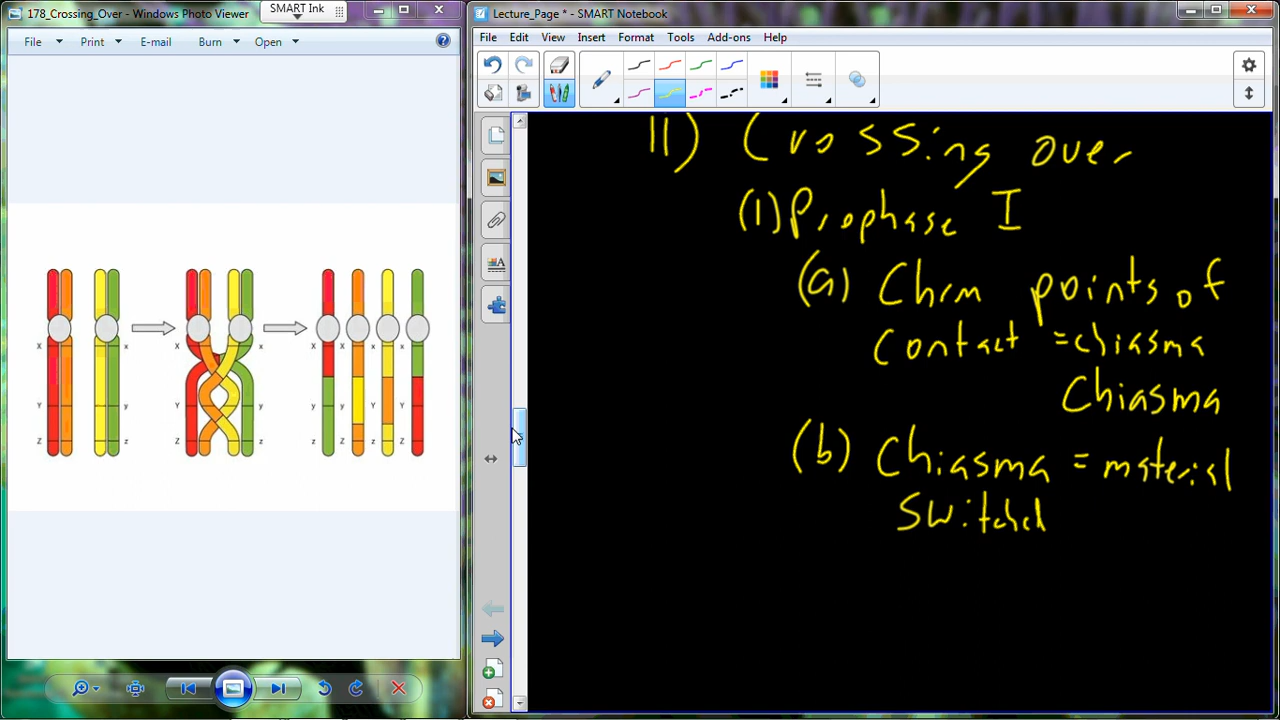 178_Crossing_Over - Windows Photo Viewer
SMART Ink
File Print E-mail Burn Open
X x
Y y
Z z
X x
Y y
Z z
X X x x
Y y Y y
z Z z Z
Lecture_Page * - SMART Notebook
File Edit View Insert Format Tools Add-ons Help
II) Crossing over
(1) Prophase I
(a) Chrm points of
contact = chiasma
Chiasma
(b) Chiasma = material
switched